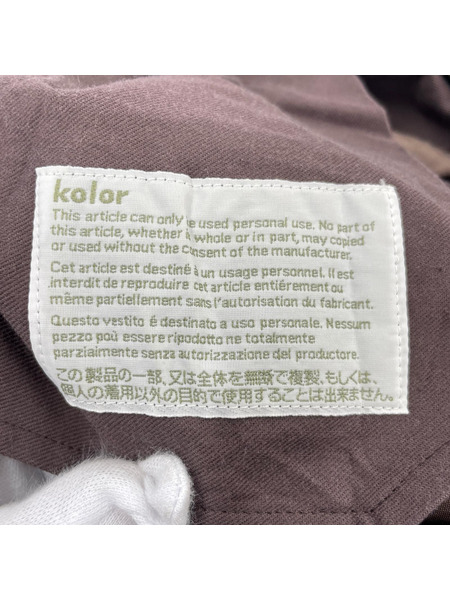 kolor
This article can only be used personal use. No part of
this article, whether in whole or in part, may copied
or used without the consent of the manufacturer.
Cet article est destiné à un usage personnel. Il est
interdit de reproduire cet article entiérement ou
même partiellement sans l'autorisation du fabricant.
Questo vestito é destinato a uso personale. Nessum
pezzo può essere ripodotto ne totalmente
parziaimente senza autorizzazione del produttore.
この製品の一部、又は全体を無断で複製、もしくは、
個人の着用以外の目的で使用することは出来ません。